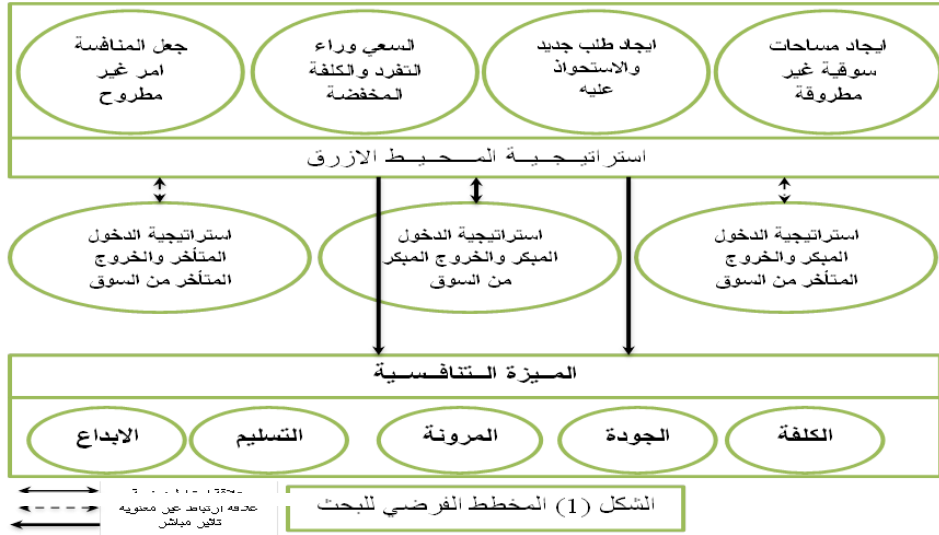 ايجاد مساحات
سوقية غير
مطروقة
ايجاد طلب جديد
والاستحواذ
عليه
السعي وراء
التفرد والكلفة
المخفضة
جعل المنافسة
امر غير
مطروح
استراتيجية المحيط الازرق
استراتيجية الدخول
المبكر والخروج
المتأخر من السوق
استراتيجية الدخول
المبكر والخروج المبكر
من السوق
استراتيجية الدخول
المتأخر والخروج
المتأخر من السوق
الميزة التنافسية
الكلفة
الجودة
المرونة
التسليم
الابداع
الشكل (1) المخطط الفرضي للبحث
علاقة ارتباط غير معنوية
تأثير مباشر